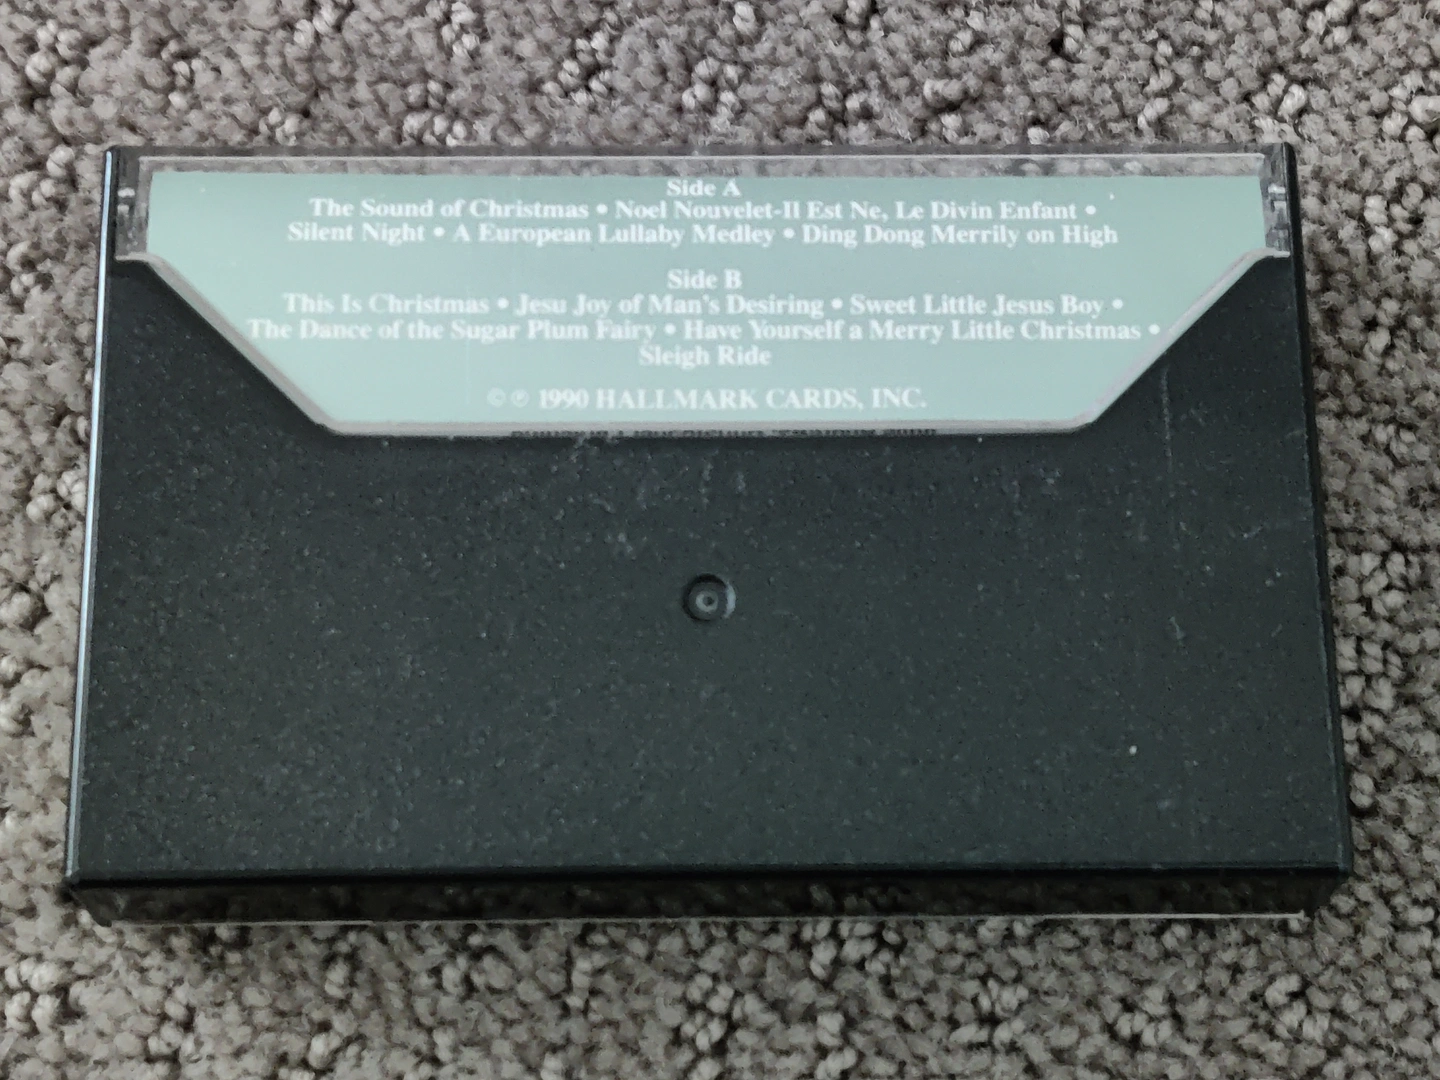 Side A
The Sound of Christmas • Noel Nouvelet-Il Est Ne, Le Divin Enfant •
Silent Night • A European Lullaby Medley • Ding Dong Merrily on High
Side B
This Is Christmas • Jesu Joy of Man's Desiring • Sweet Little Jesus Boy •
The Dance of the Sugar Plum Fairy • Have Yourself a Merry Little Christmas •
Sleigh Ride
© ℗ 1990 HALLMARK CARDS, INC.